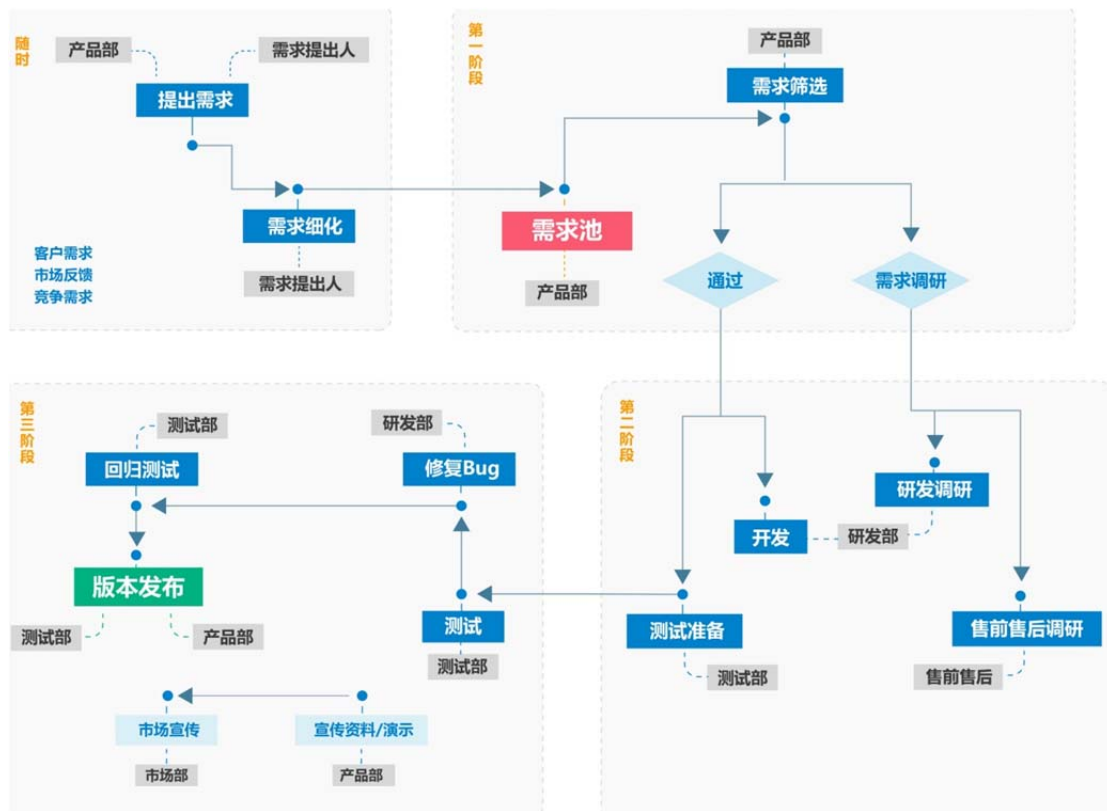 随时
产品部
需求提出人
提出需求
需求细化
需求提出人
客户需求
市场反馈
竞争需求
第一阶段
产品部
需求筛选
需求池
产品部
通过
需求调研
第三阶段
测试部
回归测试
研发部
修复Bug
版本发布
测试部
产品部
测试
测试部
市场宣传
宣传资料/演示
市场部
产品部
第二阶段
研发调研
开发
研发部
测试准备
测试部
售前售后调研
售前售后